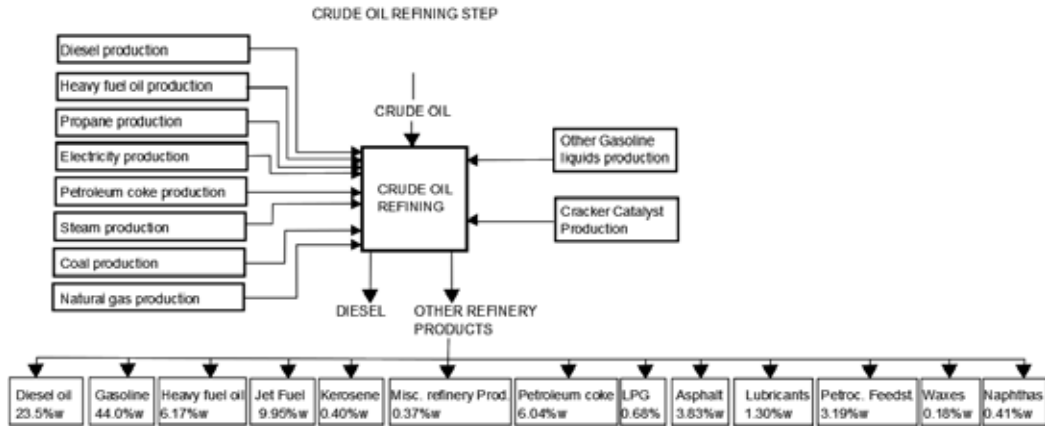 CRUDE OIL REFINING STEP
Diesel production
Heavy fuel oil production
Propane production
Electricity production
Petroleum coke production
Steam production
Coal production
Natural gas production
CRUDE OIL
CRUDE OIL
REFINING
Other Gasoline
liquids production
Cracker Catalyst
Production
DIESEL
OTHER REFINERY
PRODUCTS
Diesel oil
23.5%w
Gasoline
44.0%w
Heavy fuel oil
6.17%w
Jet Fuel
9.95%w
Kerosene
0.40%w
Misc. refinery Prod.
0.37%w
Petroleum coke
6.04%w
LPG
0.68%
Asphalt
3.83%w
Lubricants
1.30%w
Petroc. Feedst.
3.19%w
Waxes
0.18%w
Naphthas
0.41%w